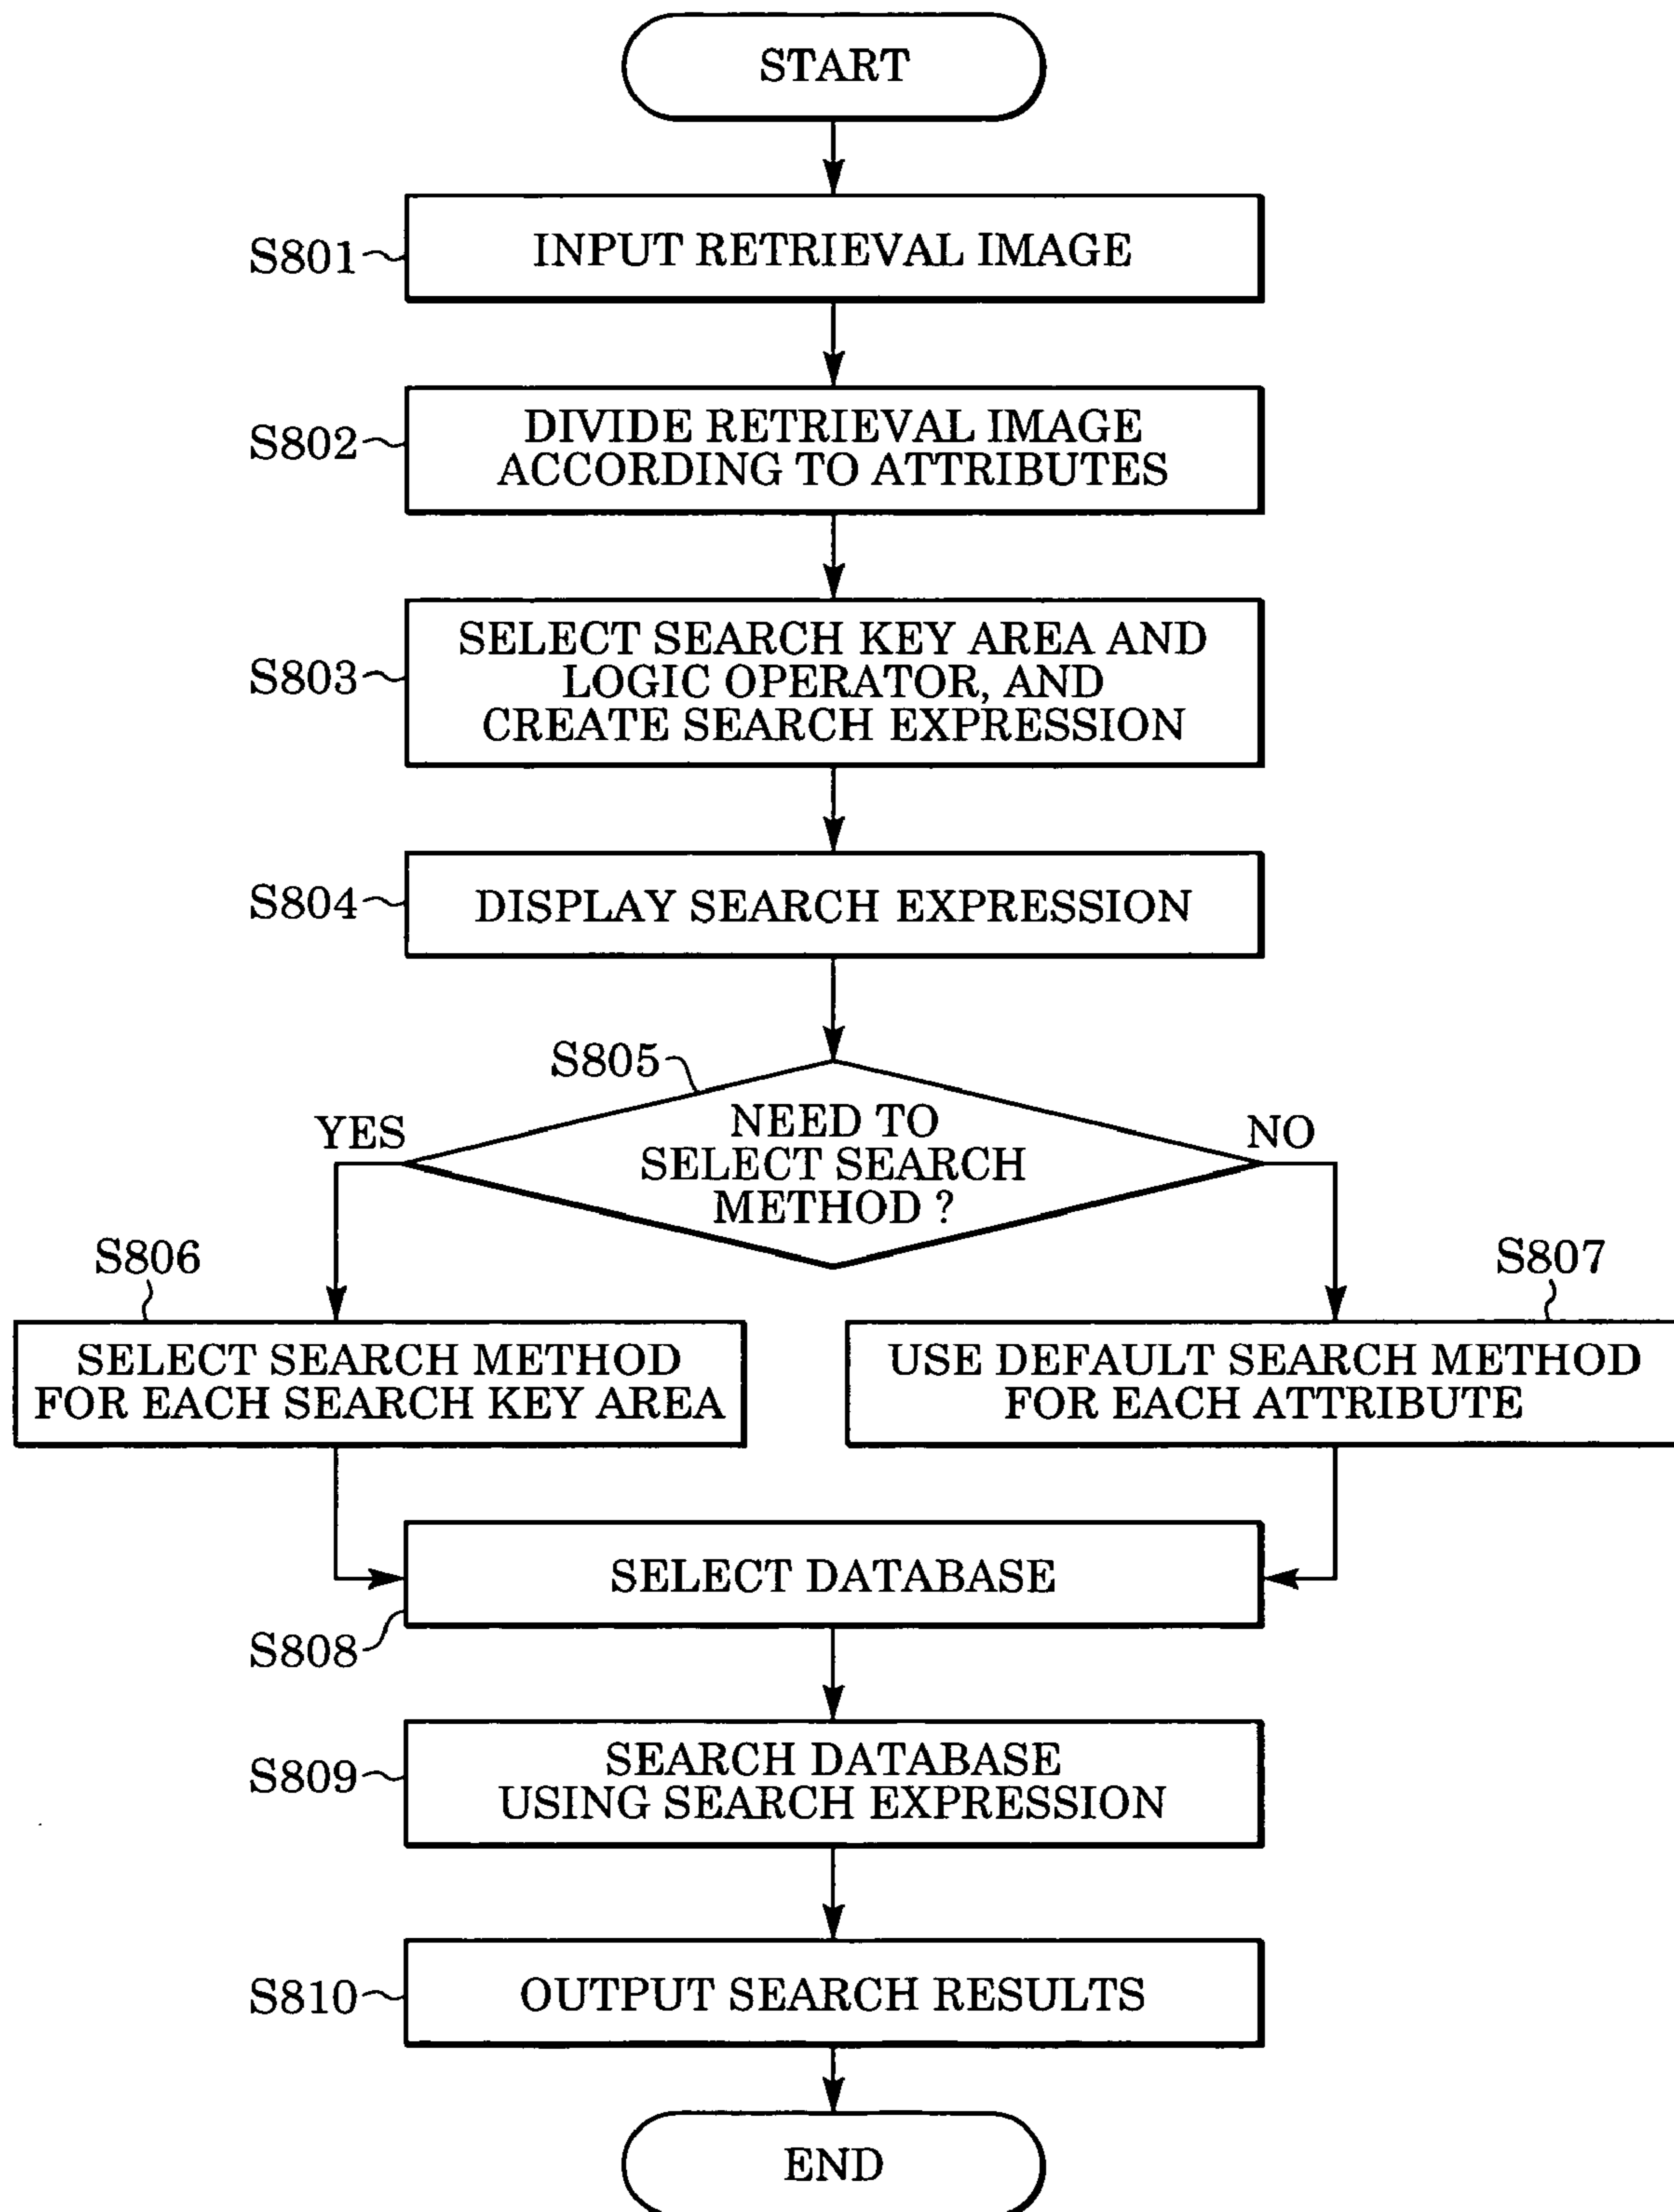 START
S801
INPUT RETRIEVAL IMAGE
S802
DIVIDE RETRIEVAL IMAGE
ACCORDING TO ATTRIBUTES
S803
SELECT SEARCH KEY AREA AND
LOGIC OPERATOR, AND
CREATE SEARCH EXPRESSION
S804
DISPLAY SEARCH EXPRESSION
S805
NEED TO
SELECT SEARCH
METHOD ?
YES
NO
S806
SELECT SEARCH METHOD
FOR EACH SEARCH KEY AREA
S807
USE DEFAULT SEARCH METHOD
FOR EACH ATTRIBUTE
SELECT DATABASE
S808
S809
SEARCH DATABASE
USING SEARCH EXPRESSION
S810
OUTPUT SEARCH RESULTS
END